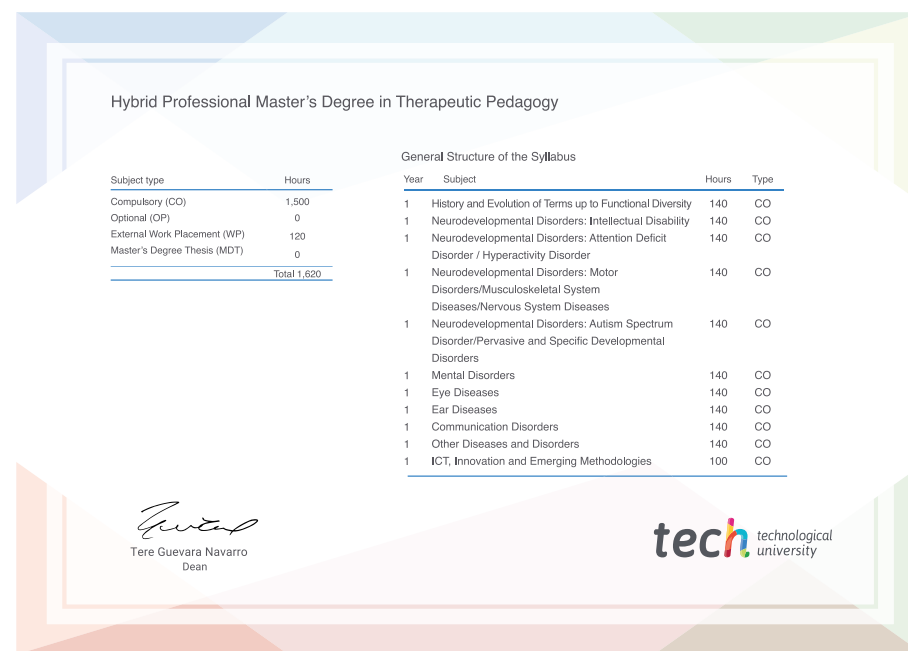 Hybrid Professional Master's Degree in Therapeutic Pedagogy
Subject type Hours
Compulsory (CO) 1,500
Optional (OP) 0
External Work Placement (WP) 120
Master's Degree Thesis (MDT) 0
Total 1,620
General Structure of the Syllabus
Year Subject Hours Type
1 History and Evolution of Terms up to Functional Diversity 140 CO
1 Neurodevelopmental Disorders: Intellectual Disability 140 CO
1 Neurodevelopmental Disorders: Attention Deficit 140 CO
Disorder / Hyperactivity Disorder
1 Neurodevelopmental Disorders: Motor 140 CO
Disorders/Musculoskeletal System
Diseases/Nervous System Diseases
1 Neurodevelopmental Disorders: Autism Spectrum 140 CO
Disorder/Pervasive and Specific Developmental
Disorders
1 Mental Disorders 140 CO
1 Eye Diseases 140 CO
1 Ear Diseases 140 CO
1 Communication Disorders 140 CO
1 Other Diseases and Disorders 140 CO
1 ICT, Innovation and Emerging Methodologies 100 CO
Tere Guevara Navarro
Dean
tech technological
university